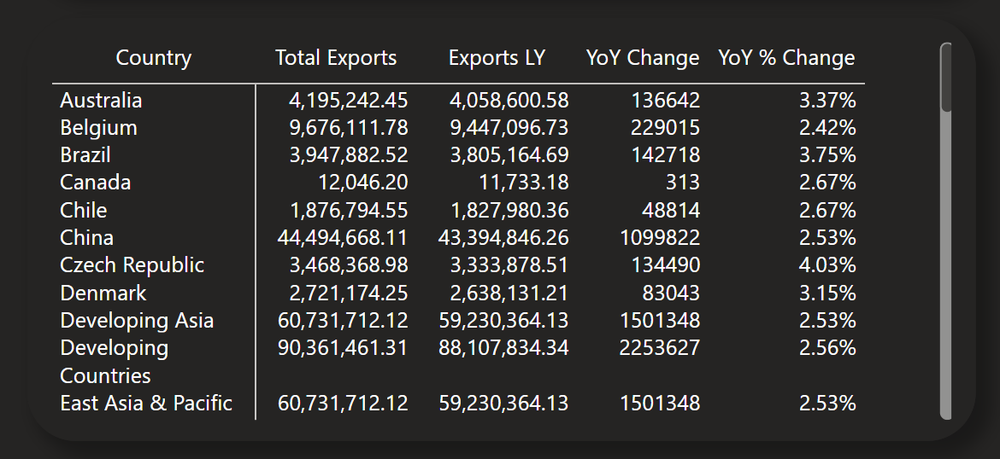 Country Total Exports Exports LY YoY Change YoY % Change
Australia 4,195,242.45 4,058,600.58 136642 3.37%
Belgium 9,676,111.78 9,447,096.73 229015 2.42%
Brazil 3,947,882.52 3,805,164.69 142718 3.75%
Canada 12,046.20 11,733.18 313 2.67%
Chile 1,876,794.55 1,827,980.36 48814 2.67%
China 44,494,668.11 43,394,846.26 1099822 2.53%
Czech Republic 3,468,368.98 3,333,878.51 134490 4.03%
Denmark 2,721,174.25 2,638,131.21 83043 3.15%
Developing Asia 60,731,712.12 59,230,364.13 1501348 2.53%
Developing 90,361,461.31 88,107,834.34 2253627 2.56%
Countries
East Asia & Pacific 60,731,712.12 59,230,364.13 1501348 2.53%